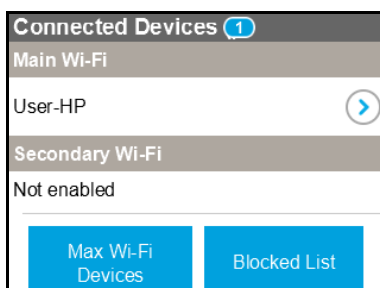 Connected Devices 1
Main Wi-Fi
User-HP
Secondary Wi-Fi
Not enabled
Max Wi-Fi
Devices
Blocked List